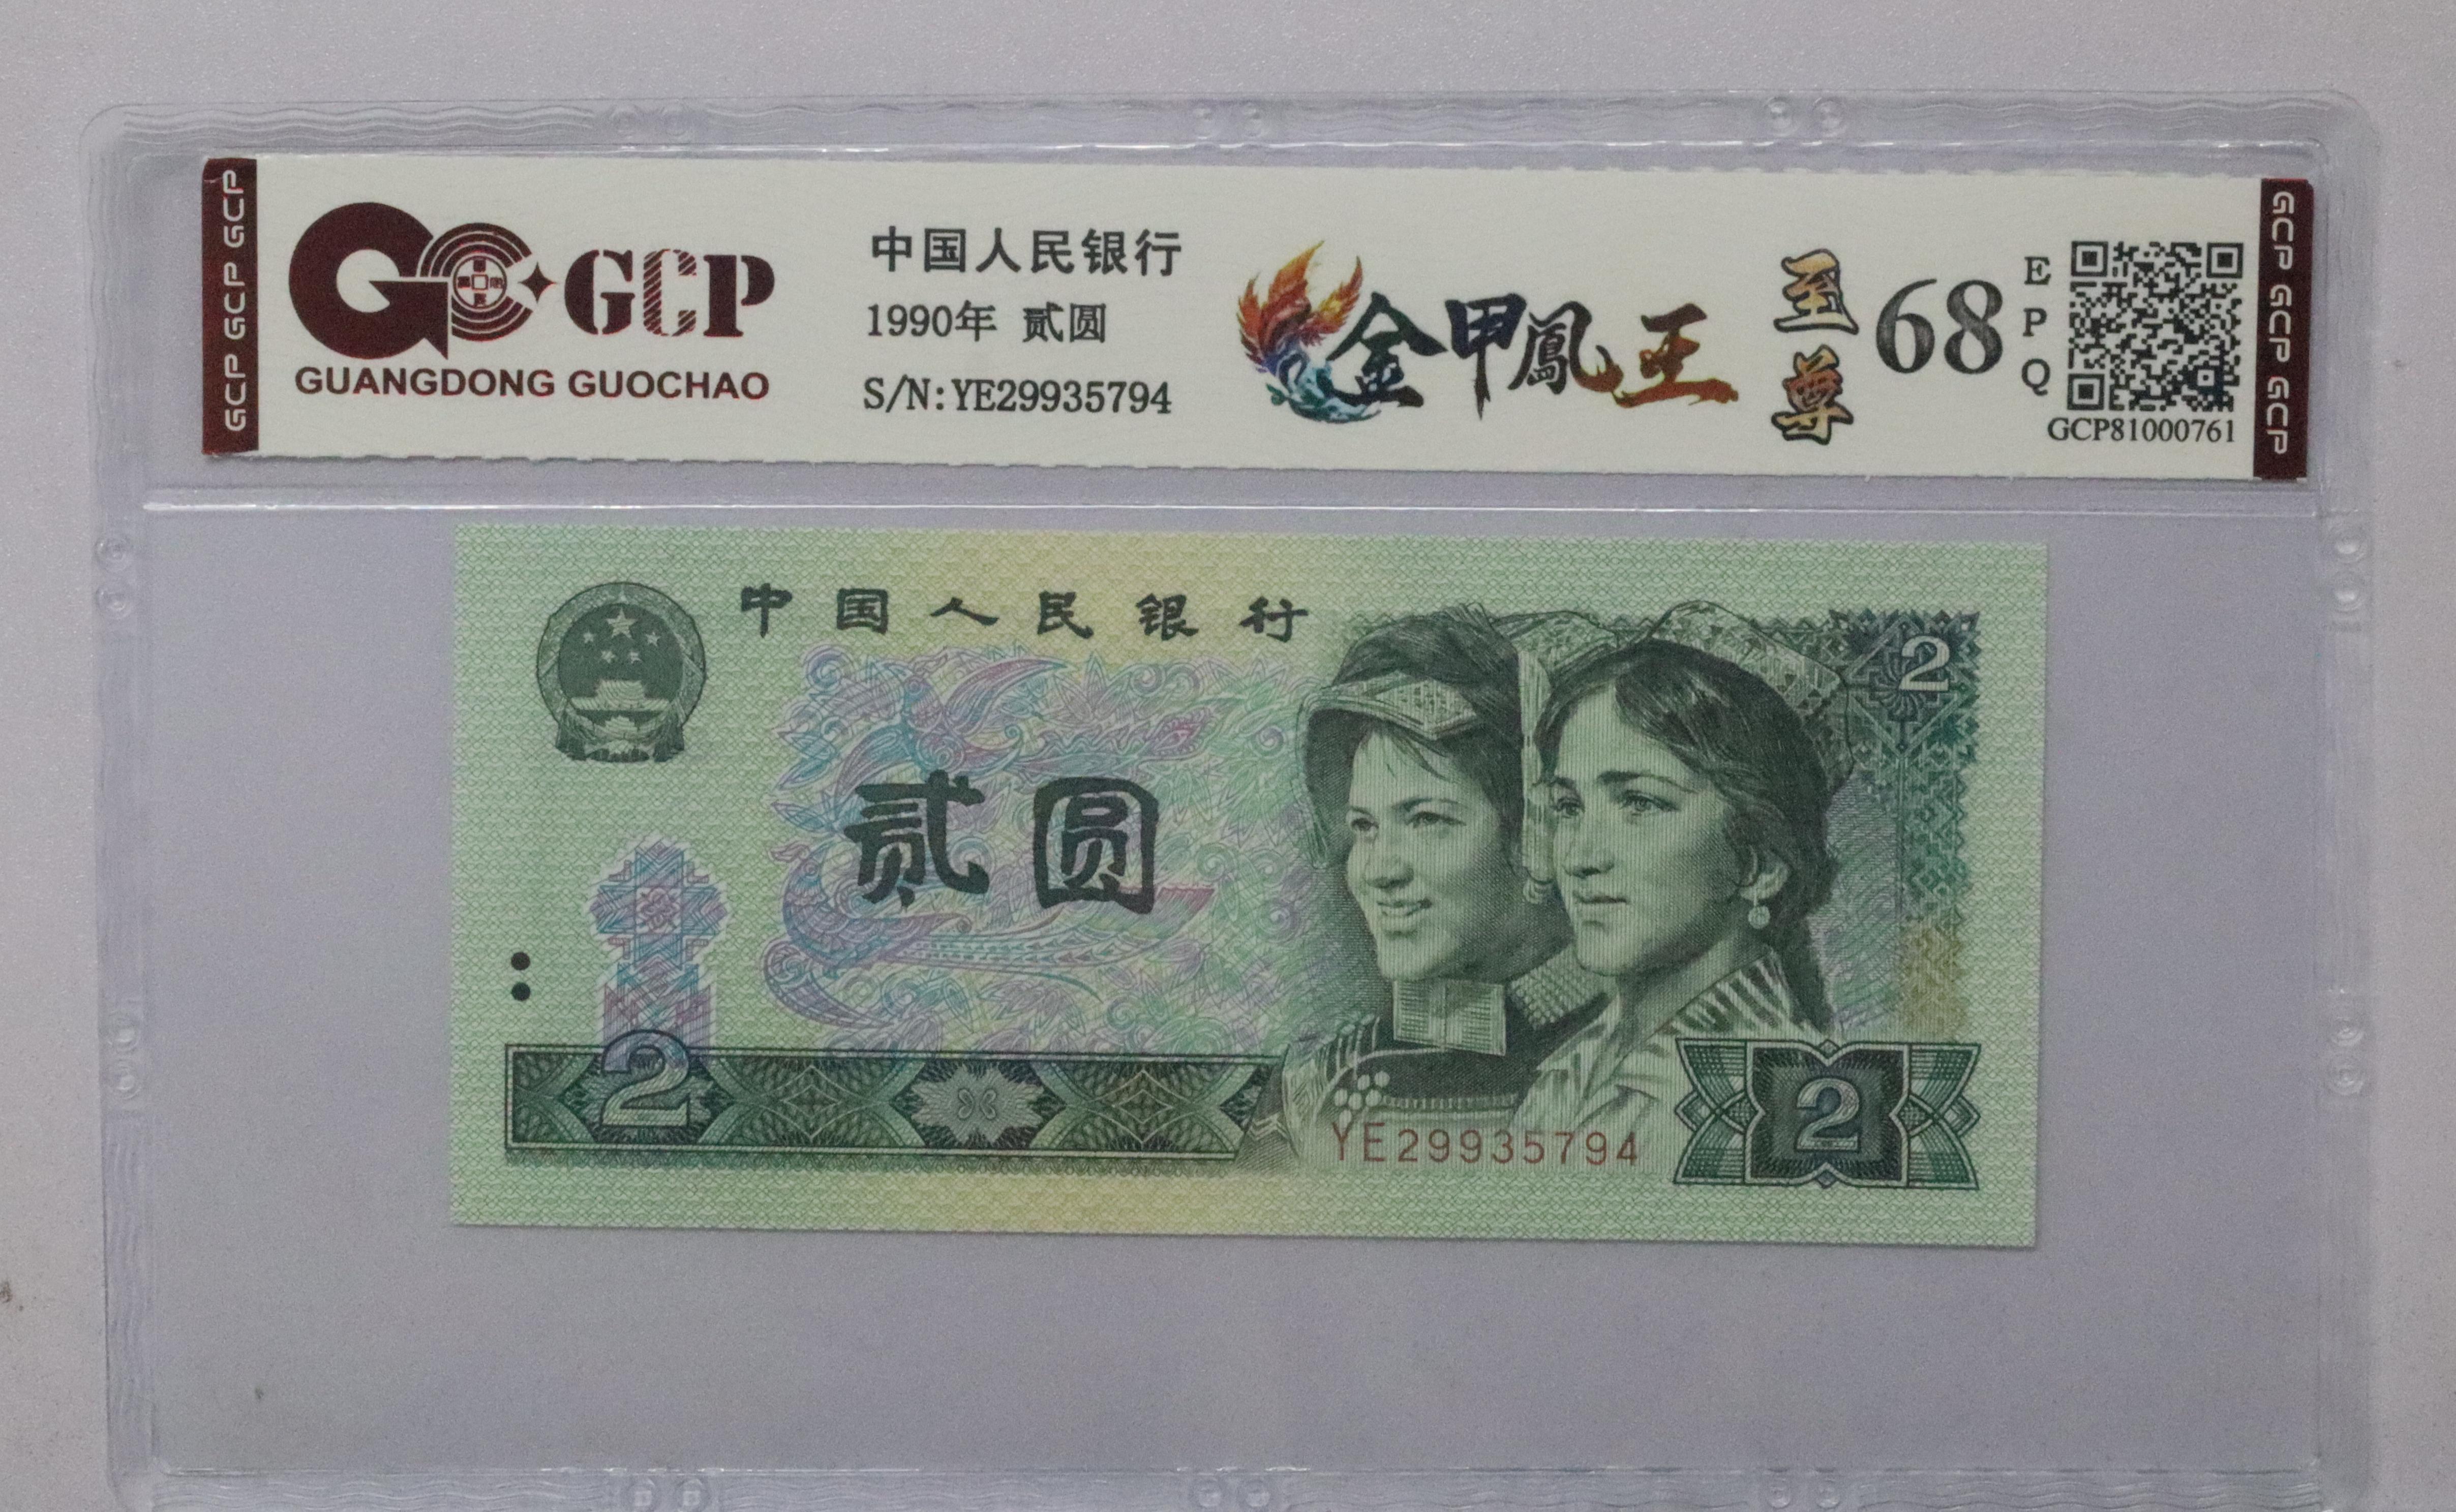 GCP GCP GCP
GCP
GUANGDONG GUOCHAO
中国人民银行
1990年 贰圆
S/N:YE29935794
金甲鳳王
至尊
68
EPQ
GCP81000761
GCP GCP GCP
中国人民银行
2
贰圆
2
YE29935794
2